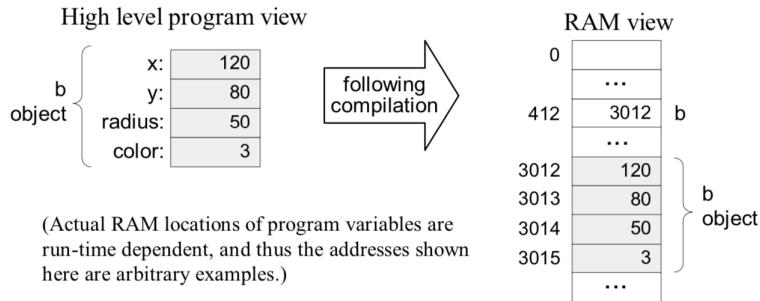 High level program view
b
object
x: 120
y: 80
radius: 50
color: 3
following
compilation
RAM view
0
...
412 3012 b
...
3012 120
3013 80
3014 50
3015 3
...
b
object
(Actual RAM locations of program variables are
run-time dependent, and thus the addresses shown
here are arbitrary examples.)